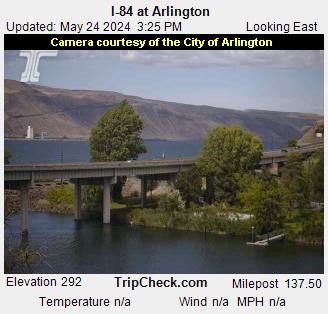 I-84 at Arlington
Updated: May 24 2024 3:25 PM Looking East
Camera courtesy of the City of Arlington
Elevation 292 TripCheck.com Milepost 137.50
Temperature n/a Wind n/a MPH n/a